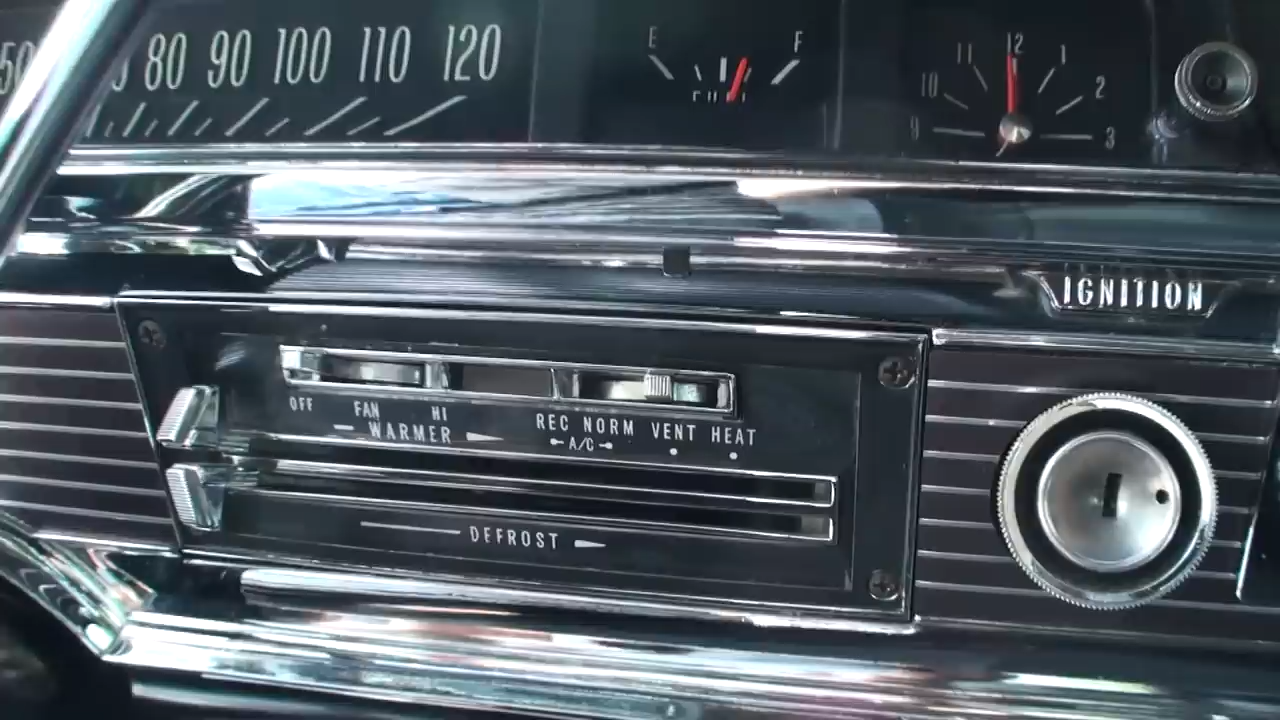 80 90 100 110 120
E F
FUEL
9 10 11 12 1 2 3
IGNITION
OFF FAN HI
WARMER
REC NORM VENT HEAT
A/C
DEFROST